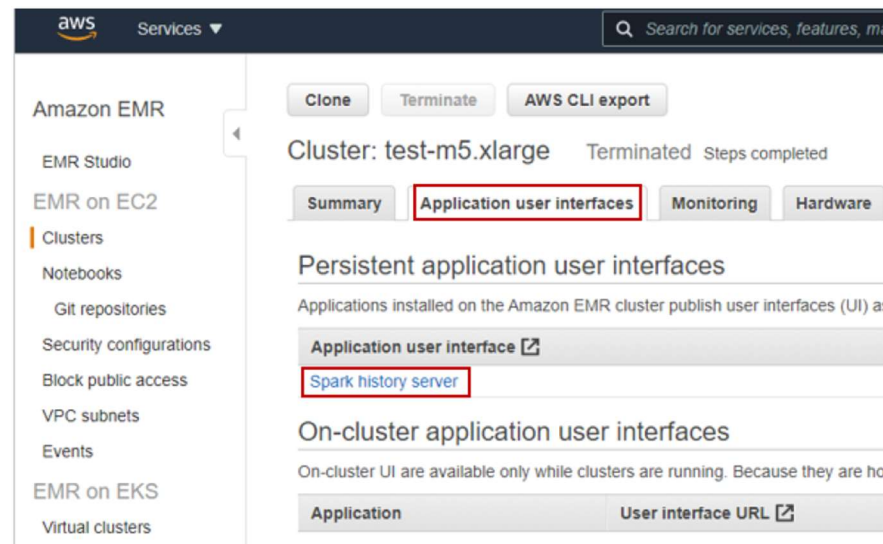 aws Services ▼ Search for services, features, ma
Amazon EMR
EMR Studio
EMR on EC2
Clusters
Notebooks
Git repositories
Security configurations
Block public access
VPC subnets
Events
EMR on EKS
Virtual clusters
Clone Terminate AWS CLI export
Cluster: test-m5.xlarge Terminated Steps completed
Summary Application user interfaces Monitoring Hardware
Persistent application user interfaces
Applications installed on the Amazon EMR cluster publish user interfaces (UI) as
Application user interface
Spark history server
On-cluster application user interfaces
On-cluster UI are available only while clusters are running. Because they are ho
Application User interface URL